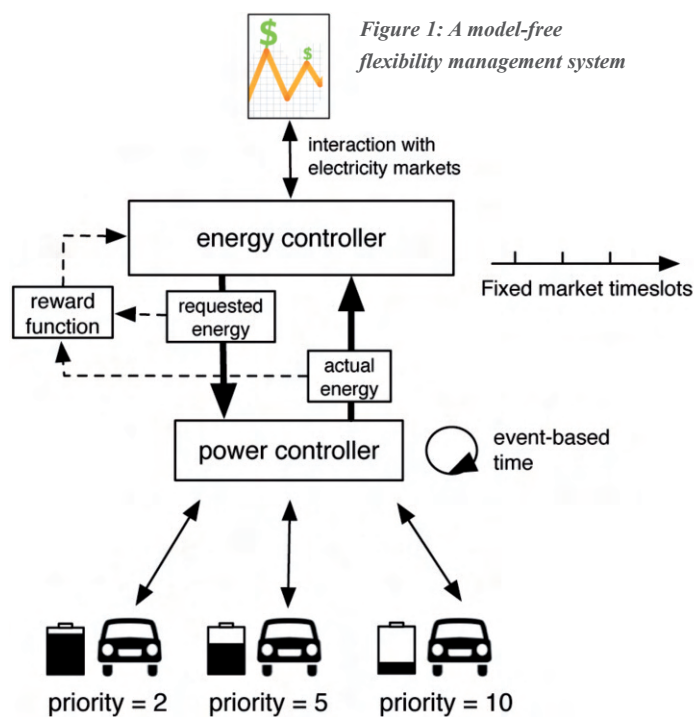 $
$
Figure 1: A model-free
flexibility management system
interaction with
electricity markets
energy controller
Fixed market timeslots
reward
function
requested
energy
actual
energy
power controller
event-based
time
priority = 2
priority = 5
priority = 10